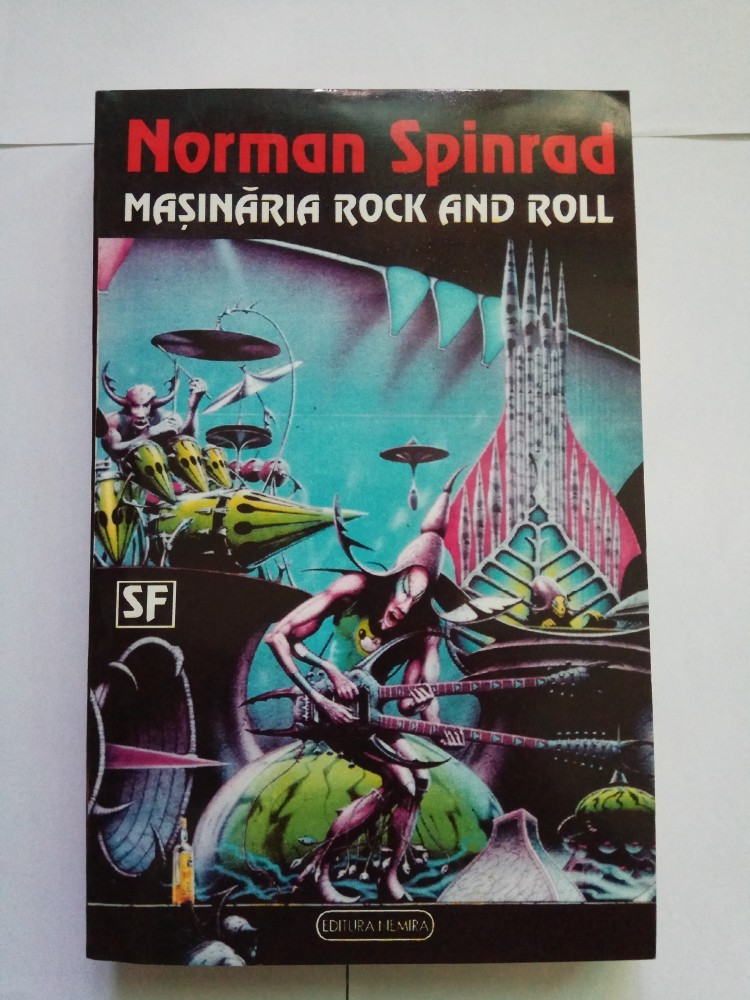 Norman Spinrad
MAȘINĂRIA ROCK AND ROLL
SF
EDITURA NEMIRA